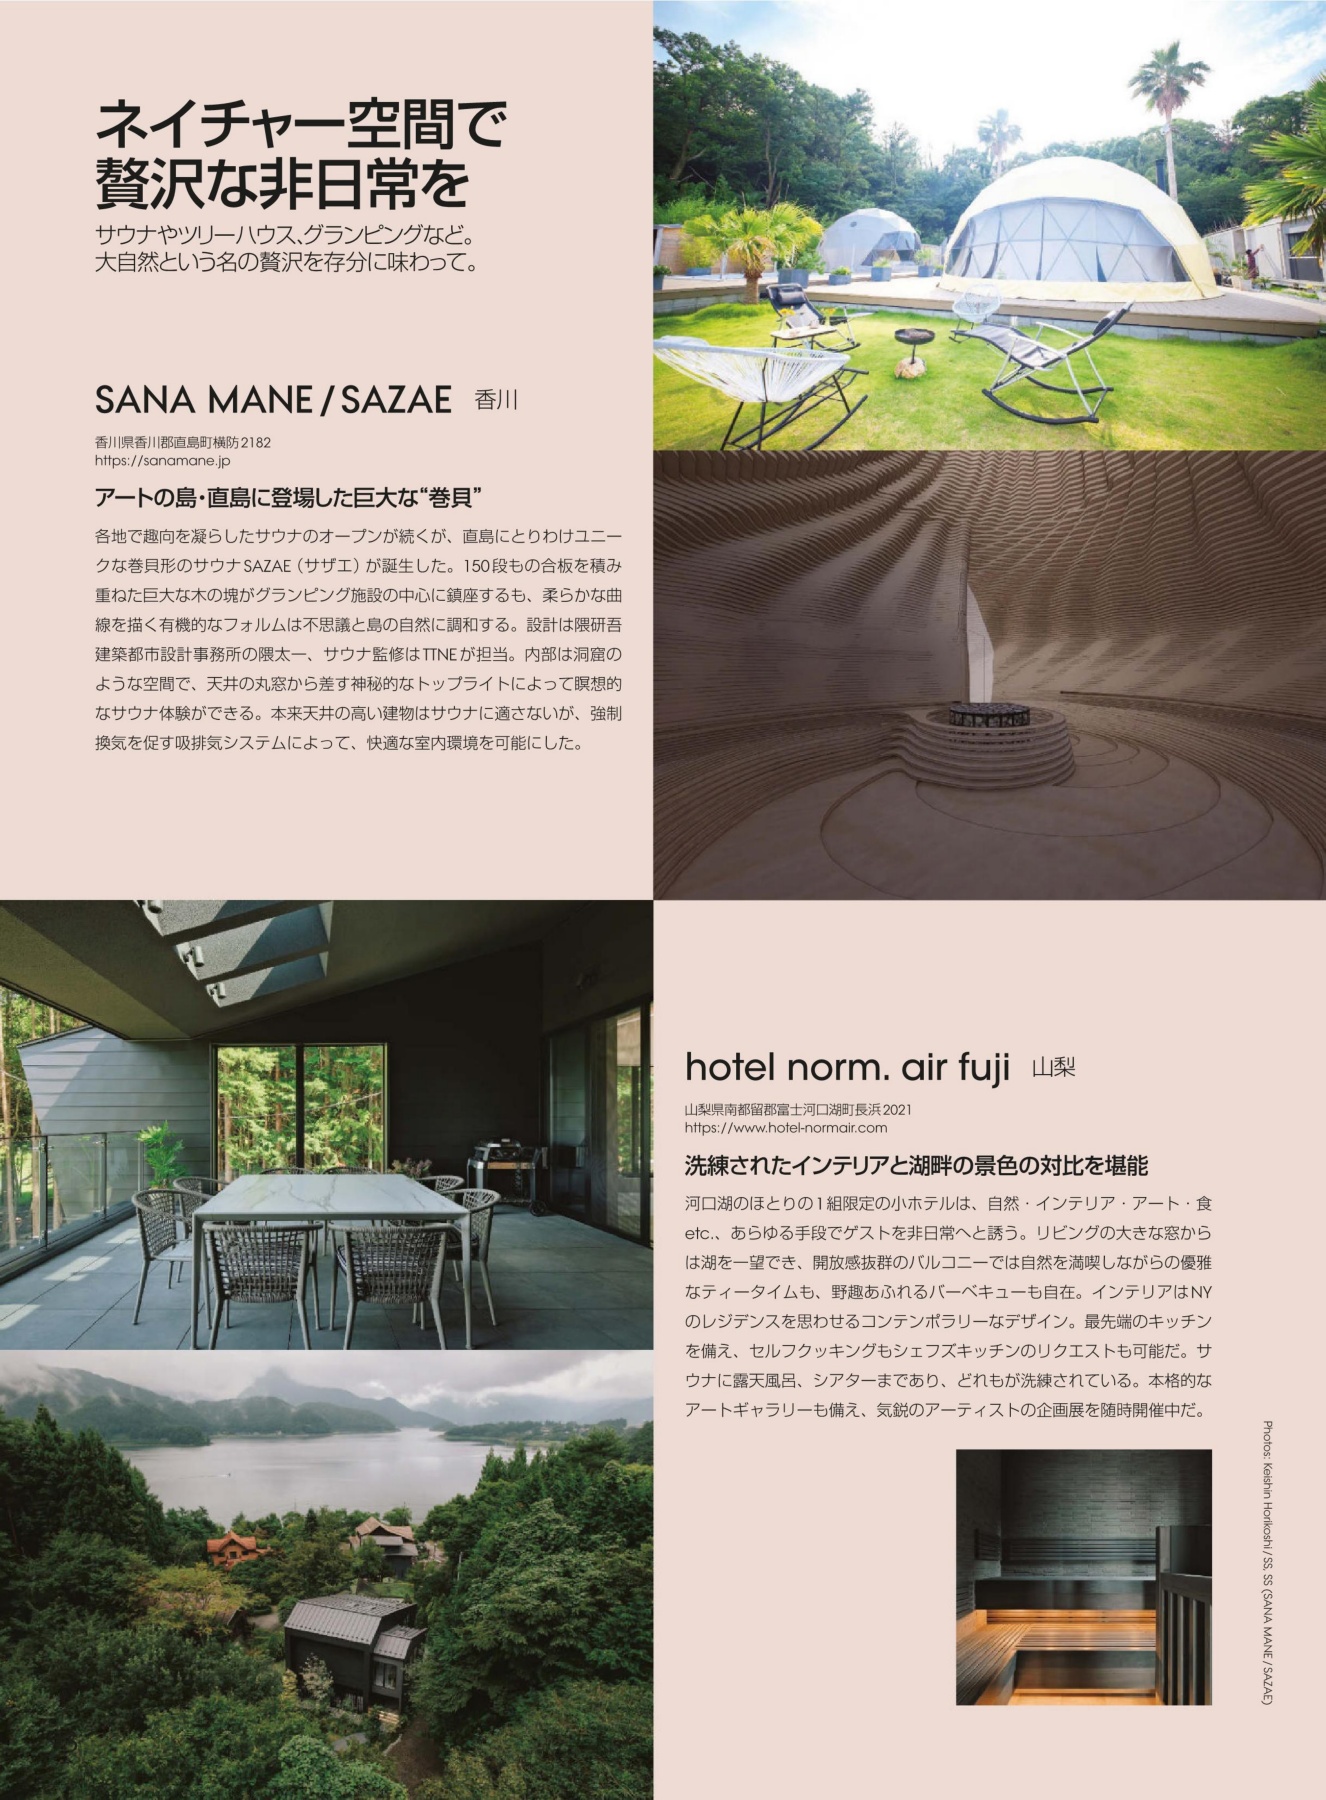 ネイチャー空間で
贅沢な非日常を
サウナやツリーハウス、グランピングなど。
大自然という名の贅沢を存分に味わって。
SANA MANE / SAZAE 香川
香川県香川郡直島町横防2182
https://sanamane.jp
アートの島・直島に登場した巨大な“巻貝”
各地で趣向を凝らしたサウナのオープンが続くが、直島にとりわけユニー
クな巻貝形のサウナSAZAE（サザエ）が誕生した。150段もの合板を積み
重ねた巨大な木の塊がグランピング施設の中心に鎮座するも、柔らかな曲
線を描く有機的なフォルムは不思議と島の自然に調和する。設計は隈研吾
建築都市設計事務所の隈太一、サウナ監修はTTNEが担当。内部は洞窟の
ような空間で、天井の丸窓から差す神秘的なトップライトによって瞑想的
なサウナ体験ができる。本来天井の高い建物はサウナに適さないが、強制
換気を促す吸排気システムによって、快適な室内環境を可能にした。
hotel norm. air fuji 山梨
山梨県南都留郡富士河口湖町長浜2021
https://www.hotel-normair.com
洗練されたインテリアと湖畔の景色の対比を堪能
河口湖のほとりの1組限定の小ホテルは、自然・インテリア・アート・食
etc.、あらゆる手段でゲストを非日常へと誘う。リビングの大きな窓から
は湖を一望でき、開放感抜群のバルコニーでは自然を満喫しながらの優雅
なティータイムも、野趣あふれるバーベキューも自在。インテリアはNY
のレジデンスを思わせるコンテンポラリーなデザイン。最先端のキッチン
を備え、セルフクッキングもシェフズキッチンのリクエストも可能だ。サ
ウナに露天風呂、シアターまであり、どれもが洗練されている。本格的な
アートギャラリーも備え、気鋭のアーティストの企画展を随時開催中だ。
Photos: Keishin Horikoshi / SS, SS (SANA MANE / SAZAE)